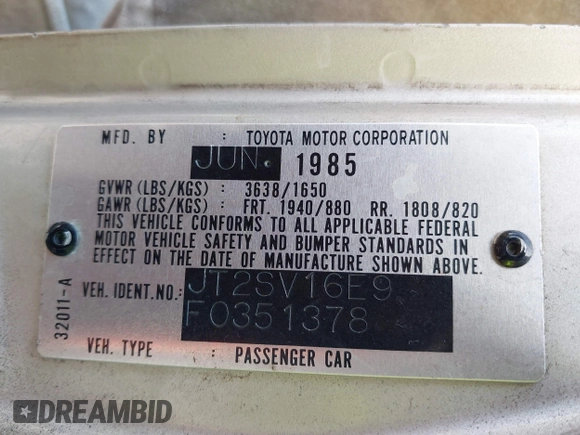 MFD. BY : TOYOTA MOTOR CORPORATION
JUN. 1985
GVWR (LBS/KGS) : 3638/1650
GAWR (LBS/KGS) : FRT. 1940/880 RR. 1808/820
THIS VEHICLE CONFORMS TO ALL APPLICABLE FEDERAL
MOTOR VEHICLE SAFETY AND BUMPER STANDARDS IN
EFFECT ON THE DATE OF MANUFACTURE SHOWN ABOVE.
VEH. IDENT.NO.: JT2SV16E9
F0351378
VEH. TYPE : PASSENGER CAR
32011-A
DREAMBID